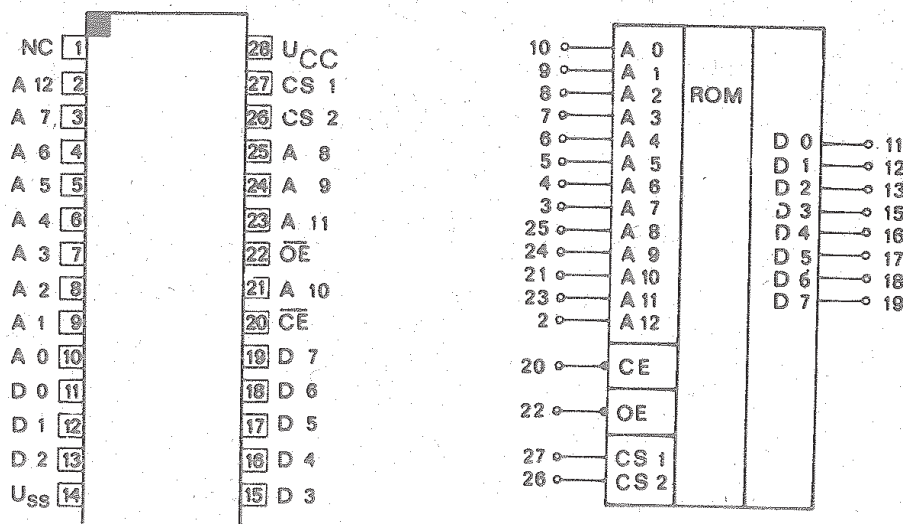 NC 1
A 12 2
A 7 3
A 6 4
A 5 5
A 4 6
A 3 7
A 2 8
A 1 9
A 0 10
D 0 11
D 1 12
D 2 13
USS 14
28 UCC
27 CS 1
26 CS 2
25 A 8
24 A 9
23 A 11
22 OE
21 A 10
20 CE
19 D 7
18 D 6
17 D 5
16 D 4
15 D 3
10 A 0
9 A 1
8 A 2
7 A 3
6 A 4
5 A 5
4 A 6
3 A 7
25 A 8
24 A 9
21 A 10
23 A 11
2 A 12
20 CE
22 OE
27 CS 1
26 CS 2
ROM
D 0 11
D 1 12
D 2 13
D 3 15
D 4 16
D 5 17
D 6 18
D 7 19